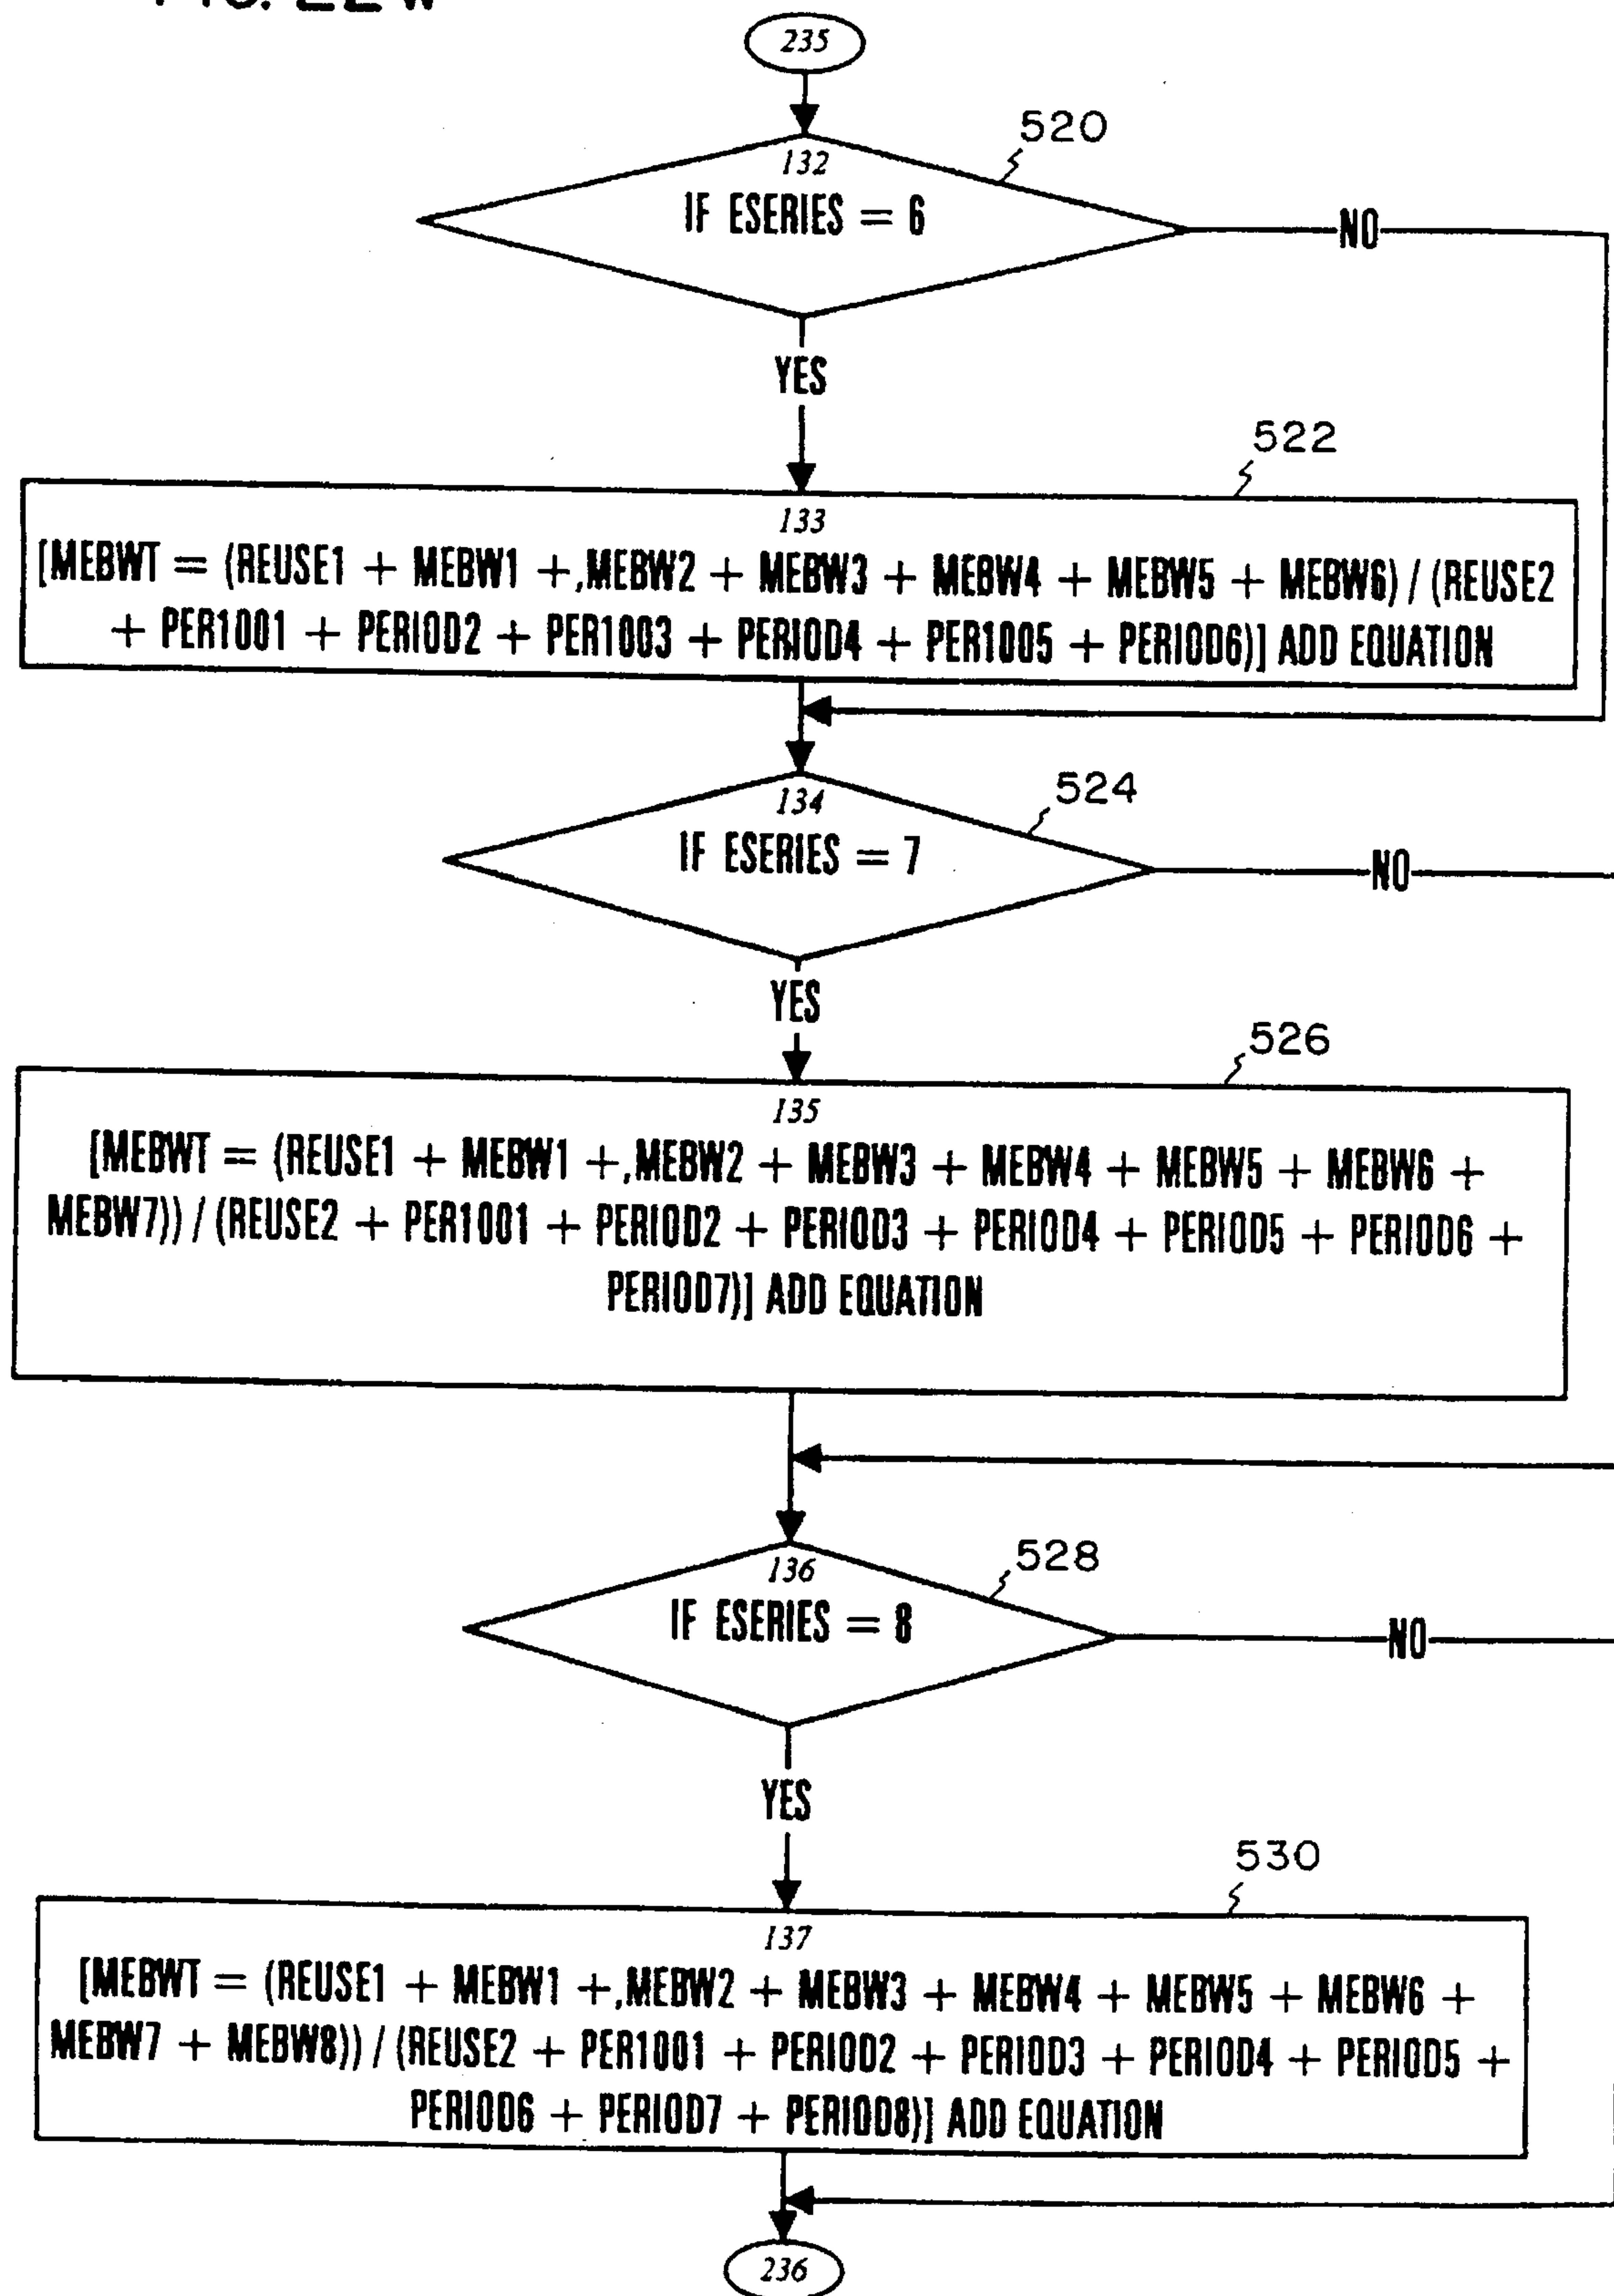 235
520
132
IF ESERIES = 6
NO
YES
522
133
[MEBWT = (REUSE1 + MEBW1 +,MEBW2 + MEBW3 + MEBW4 + MEBW5 + MEBW6) / (REUSE2
+ PER1001 + PERIOD2 + PER1003 + PERIOD4 + PER1005 + PERIOD6)] ADD EQUATION
524
134
IF ESERIES = 7
NO
YES
526
135
[MEBWT = (REUSE1 + MEBW1 +,MEBW2 + MEBW3 + MEBW4 + MEBW5 + MEBW6 +
MEBW7)) / (REUSE2 + PER1001 + PERIOD2 + PERIOD3 + PERIOD4 + PERIOD5 + PERIOD6 +
PERIOD7)] ADD EQUATION
528
136
IF ESERIES = 8
NO
YES
530
137
[MEBWT = (REUSE1 + MEBW1 +,MEBW2 + MEBW3 + MEBW4 + MEBW5 + MEBW6 +
MEBW7 + MEBW8)) / (REUSE2 + PER1001 + PERIOD2 + PERIOD3 + PERIOD4 + PERIOD5 +
PERIOD6 + PERIOD7 + PERIOD8)] ADD EQUATION
236